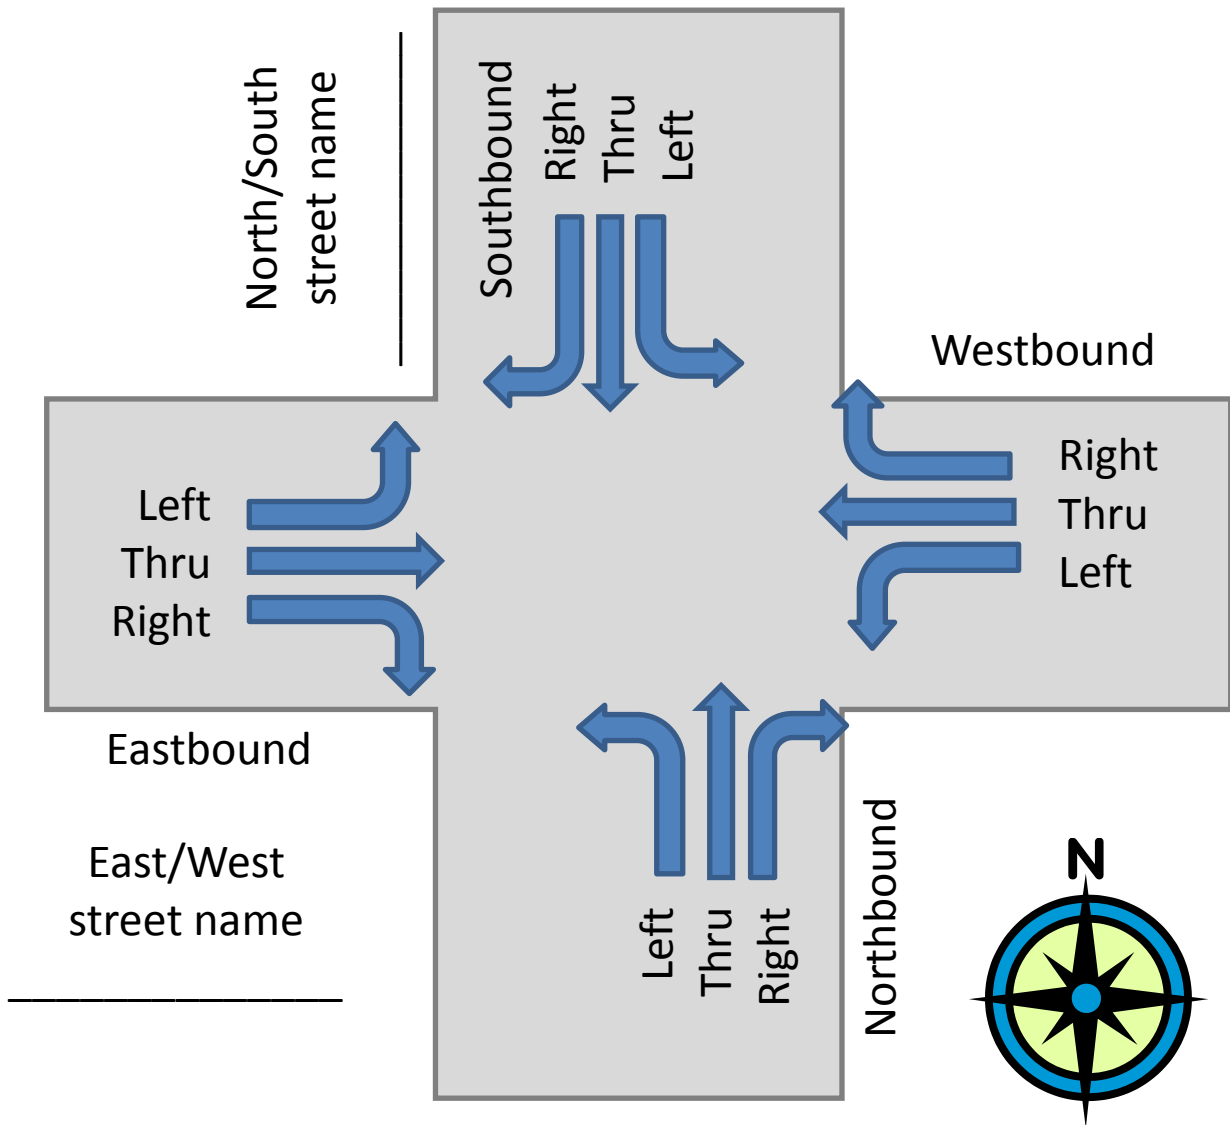 North/South
street name
Southbound
Right
Thru
Left
Westbound
Right
Thru
Left
Left
Thru
Right
Eastbound
East/West
street name
Left
Thru
Right
Northbound
N